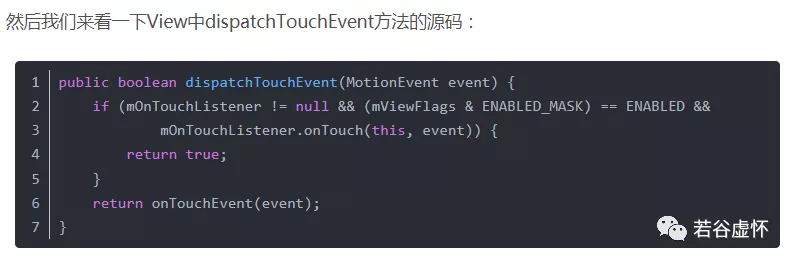 然后我们来看一下View中dispatchTouchEvent方法的源码：
1 public boolean dispatchTouchEvent(MotionEvent event) {
2     if (mOnTouchListener != null && (mViewFlags & ENABLED_MASK) == ENABLED &&
3             mOnTouchListener.onTouch(this, event)) {
4         return true;
5     }
6     return onTouchEvent(event);
7 }
若谷虚怀